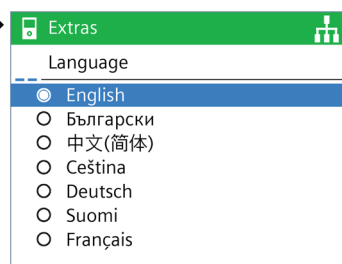 Extras
Language
English
Български
中文(简体)
Ceština
Deutsch
Suomi
Français